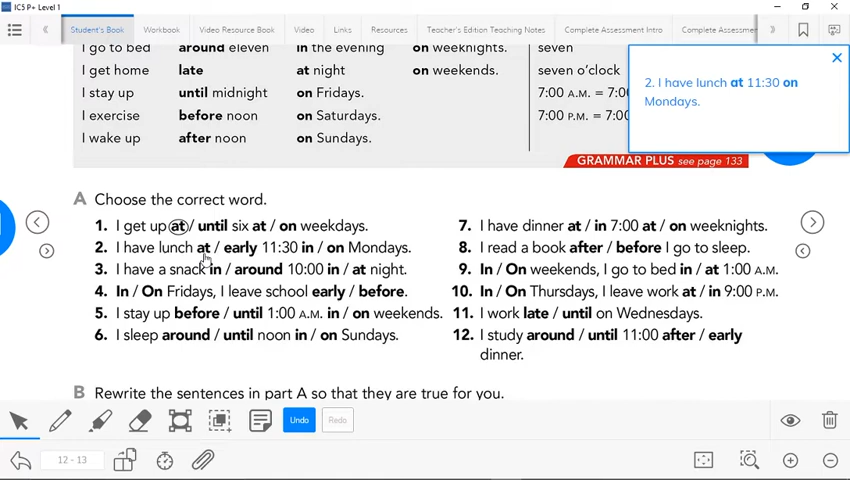 IC5 P+ Level 1
Student's Book
Workbook
Video Resource Book
Video
Links
Resources
Teacher's Edition Teaching Notes
Complete Assessment Intro
Complete Assessmen
I go to bed around eleven in the evening on weeknights. seven
I get home late at night on weekends. seven o'clock
I stay up until midnight on Fridays. 7:00 A.M. = 7:0
I exercise before noon on Saturdays. 7:00 P.M. = 7:00
I wake up after noon on Sundays.
2. I have lunch at 11:30 on
Mondays.
GRAMMAR PLUS see page 133
A Choose the correct word.
1. I get up at / until six at / on weekdays.
2. I have lunch at / early 11:30 in / on Mondays.
3. I have a snack in / around 10:00 in / at night.
4. In / On Fridays, I leave school early / before.
5. I stay up before / until 1:00 A.M. in / on weekends.
6. I sleep around / until noon in / on Sundays.
7. I have dinner at / in 7:00 at / on weeknights.
8. I read a book after / before I go to sleep.
9. In / On weekends, I go to bed in / at 1:00 A.M.
10. In / On Thursdays, I leave work at / in 9:00 P.M.
11. I work late / until on Wednesdays.
12. I study around / until 11:00 after / early
dinner.
B Rewrite the sentences in part A so that they are true for you.
Undo
Redo
12 - 13